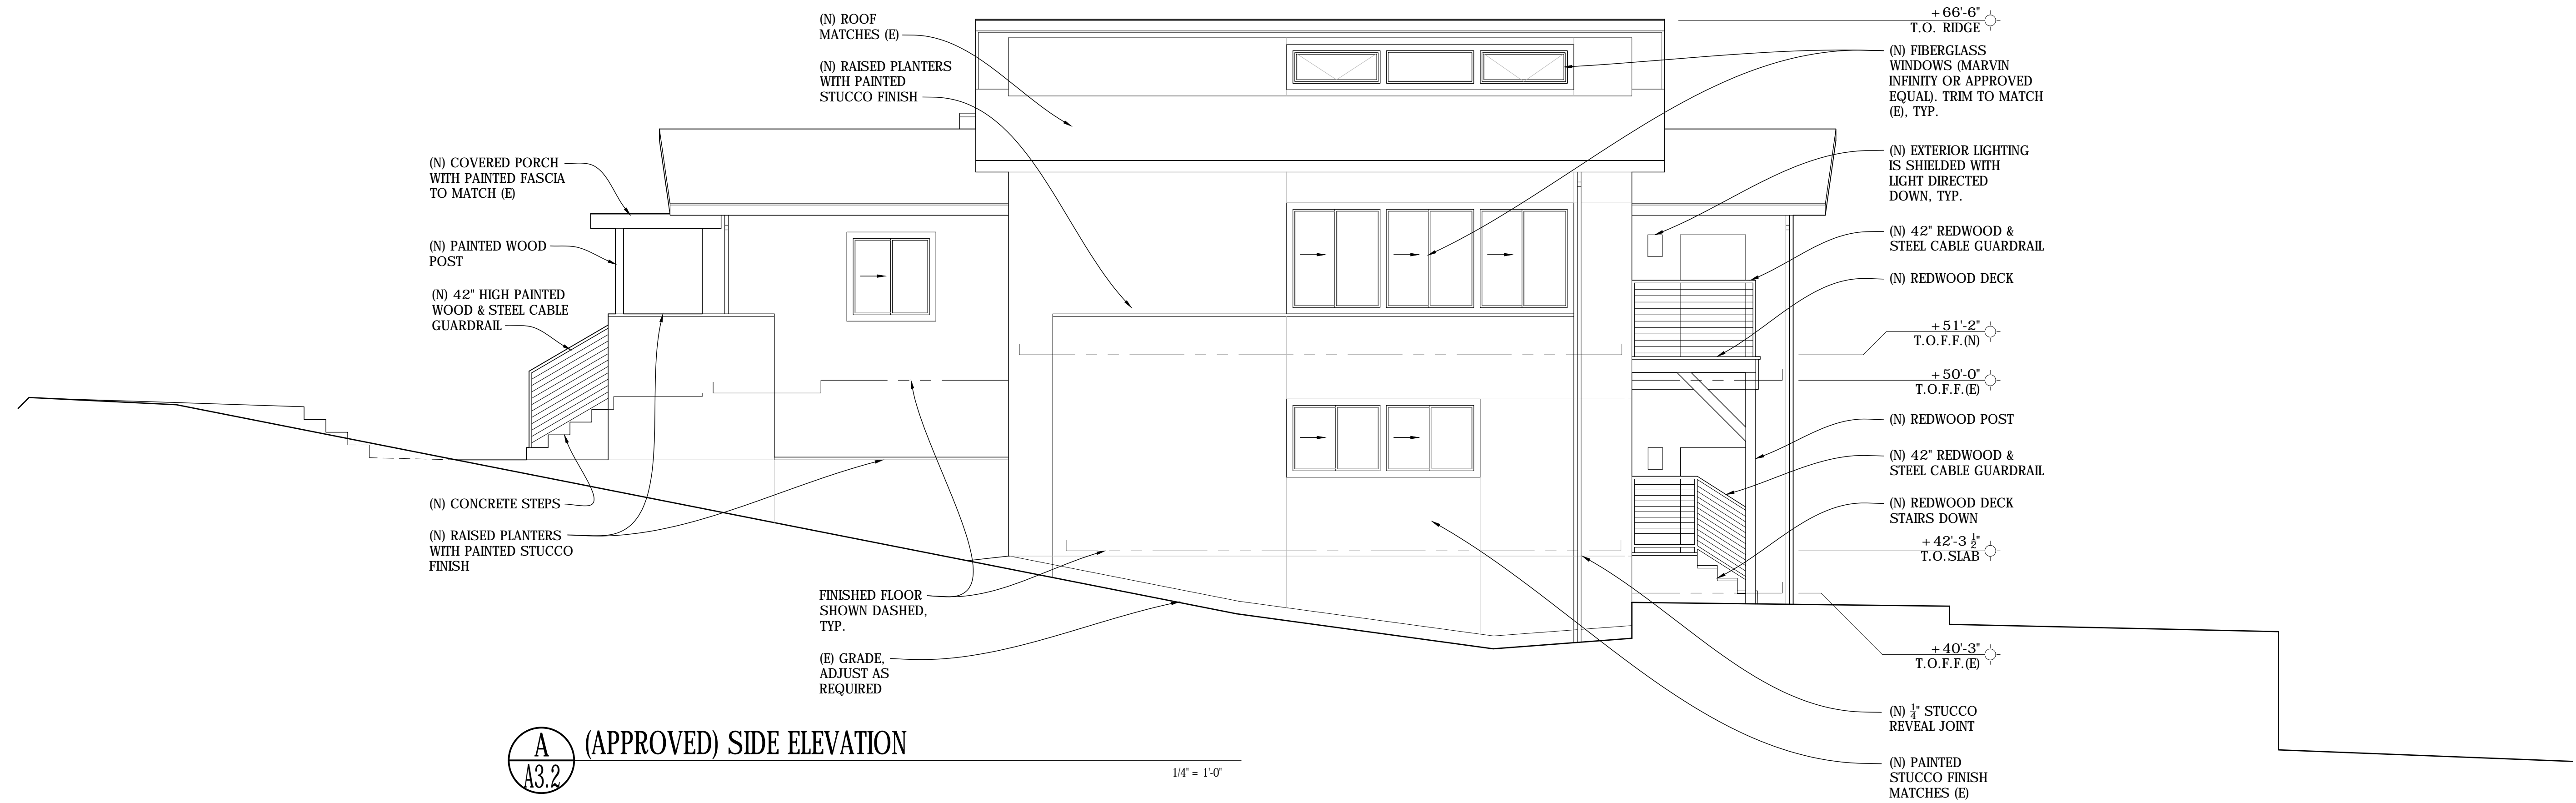 (N) ROOF
MATCHES (E)
(N) RAISED PLANTERS
WITH PAINTED
STUCCO FINISH
(N) COVERED PORCH
WITH PAINTED FASCIA
TO MATCH (E)
(N) PAINTED WOOD
POST
(N) 42" HIGH PAINTED
WOOD & STEEL CABLE
GUARDRAIL
(N) CONCRETE STEPS
(N) RAISED PLANTERS
WITH PAINTED STUCCO
FINISH
FINISHED FLOOR
SHOWN DASHED,
TYP.
(E) GRADE,
ADJUST AS
REQUIRED
+66'-6"
T.O. RIDGE
(N) FIBERGLASS
WINDOWS (MARVIN
INFINITY OR APPROVED
EQUAL). TRIM TO MATCH
(E), TYP.
(N) EXTERIOR LIGHTING
IS SHIELDED WITH
LIGHT DIRECTED
DOWN, TYP.
(N) 42" REDWOOD &
STEEL CABLE GUARDRAIL
(N) REDWOOD DECK
+51'-2"
T.O.F.F.(N)
+50'-0"
T.O.F.F.(E)
(N) REDWOOD POST
(N) 42" REDWOOD &
STEEL CABLE GUARDRAIL
(N) REDWOOD DECK
STAIRS DOWN
+42'-3 1/2"
T.O.SLAB
+40'-3"
T.O.F.F.(E)
(N) 1/4" STUCCO
REVEAL JOINT
(N) PAINTED
STUCCO FINISH
MATCHES (E)
A
A3.2
(APPROVED) SIDE ELEVATION
1/4" = 1'-0"